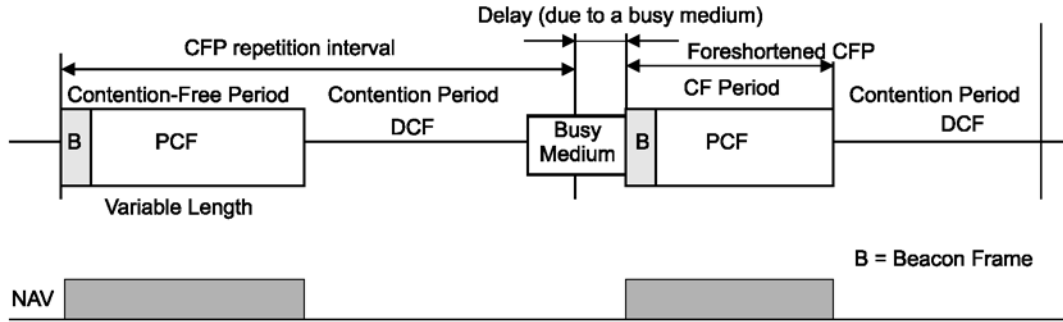 Delay (due to a busy medium)
CFP repetition interval
Foreshortened CFP
Contention-Free Period
Contention Period
CF Period
Contention Period
DCF
DCF
B
PCF
Busy
Medium
B
PCF
Variable Length
B = Beacon Frame
NAV